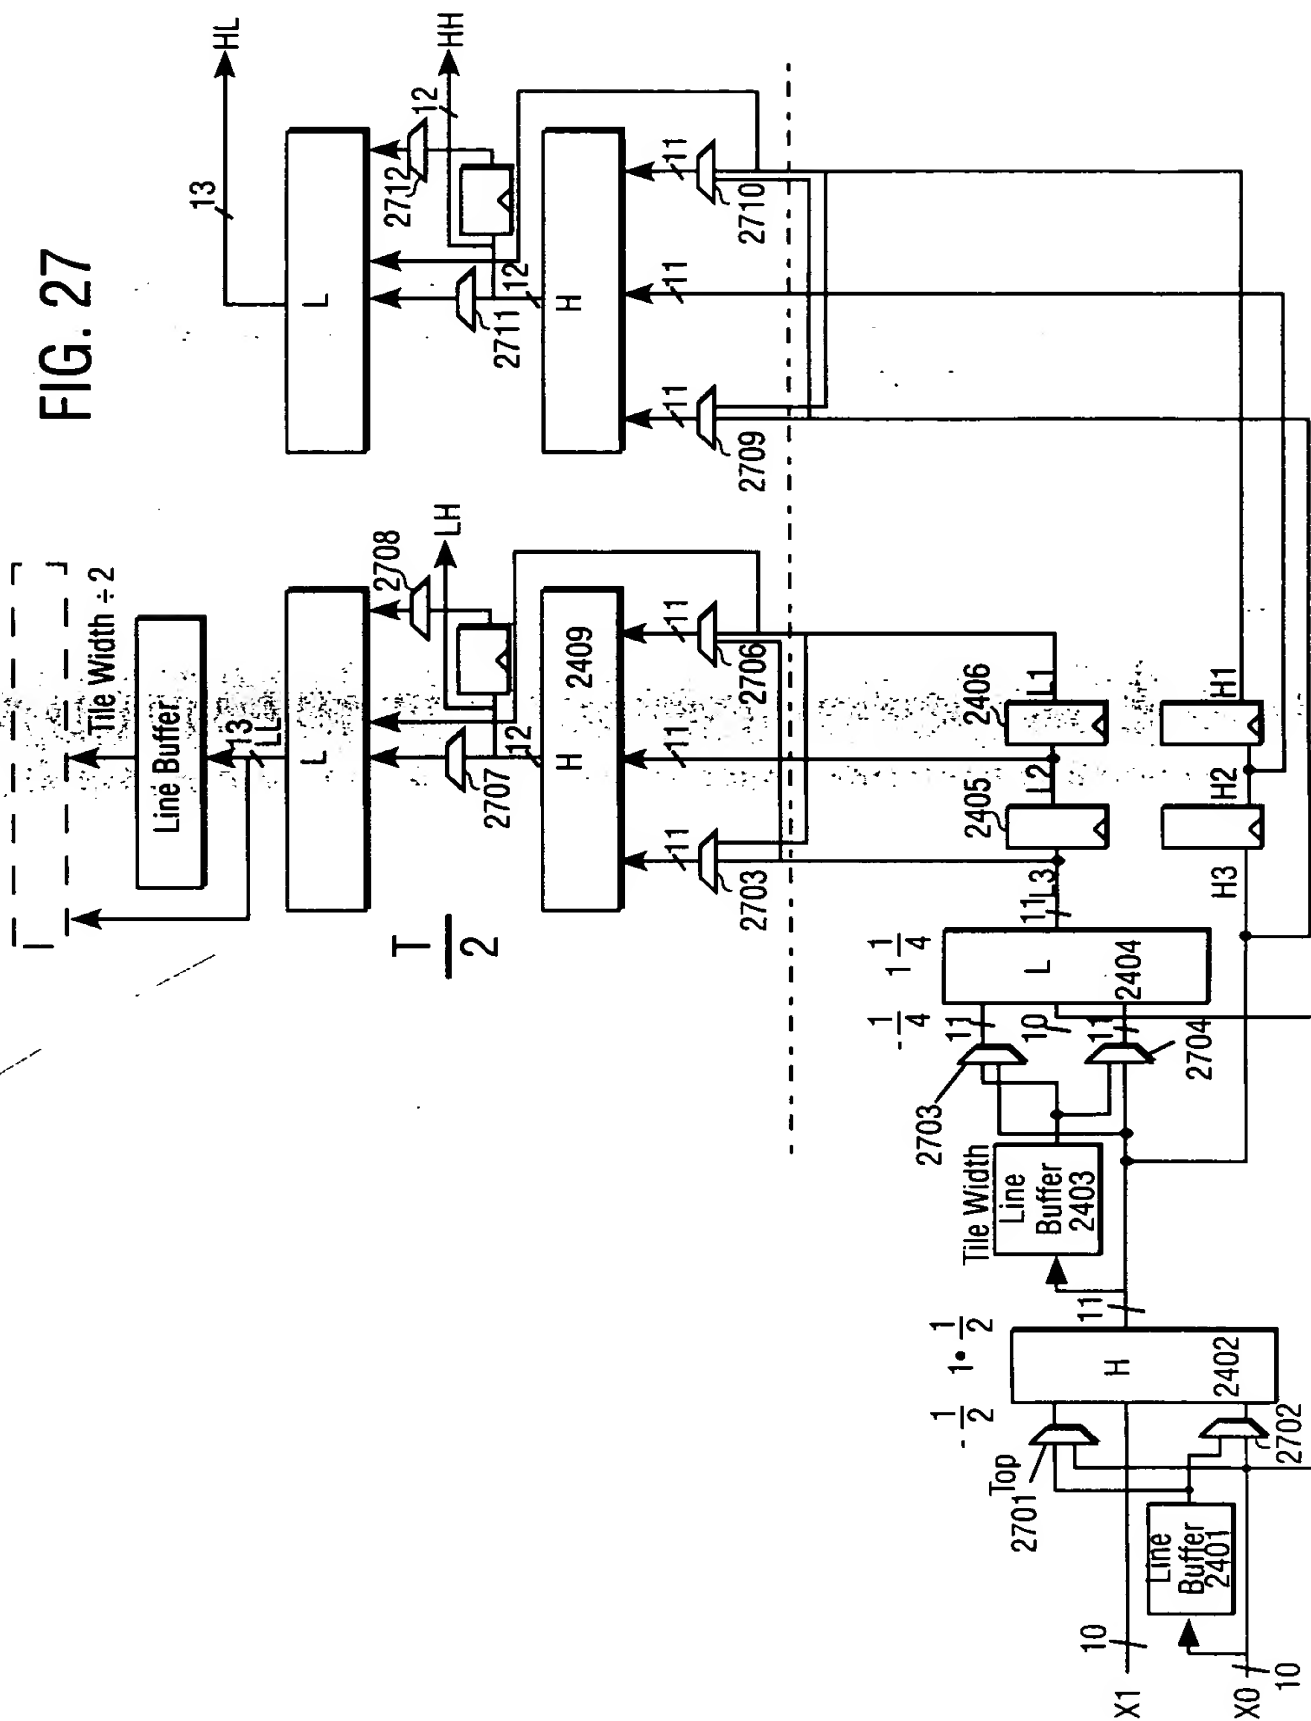 FIG. 27
HL
13
L
2712
12
HH
2711
12
H
11
11
11
2709
2710
Tile Width ÷ 2
Line Buffer
13
LL
L
2708
LH
2707
12
H
2409
11
11
11
2703
2706
T
2
L1
2406
L2
2405
L3
11
H1
H2
H3
1 1/4
- 1/4
L
2404
11
10
11
2703
2704
Tile Width
Line
Buffer
2403
11
1 • 1/2
- 1/2
H
2402
Top
2701
2702
Line
Buffer
2401
X1
10
X0
10